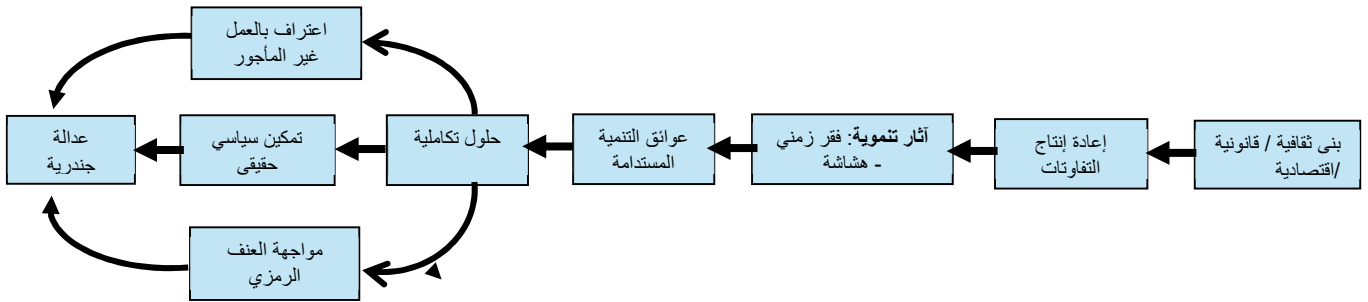 بنى ثقافية / قانونية
/اقتصادية
إعادة إنتاج
التفاوتات
آثار تنموية: فقر زمني
- هشاشة
عوائق التنمية
المستدامة
حلول تكاملية
اعتراف بالعمل
غير المأجور
تمكين سياسي
حقيقى
مواجهة العنف
الرمزي
عدالة
جندرية